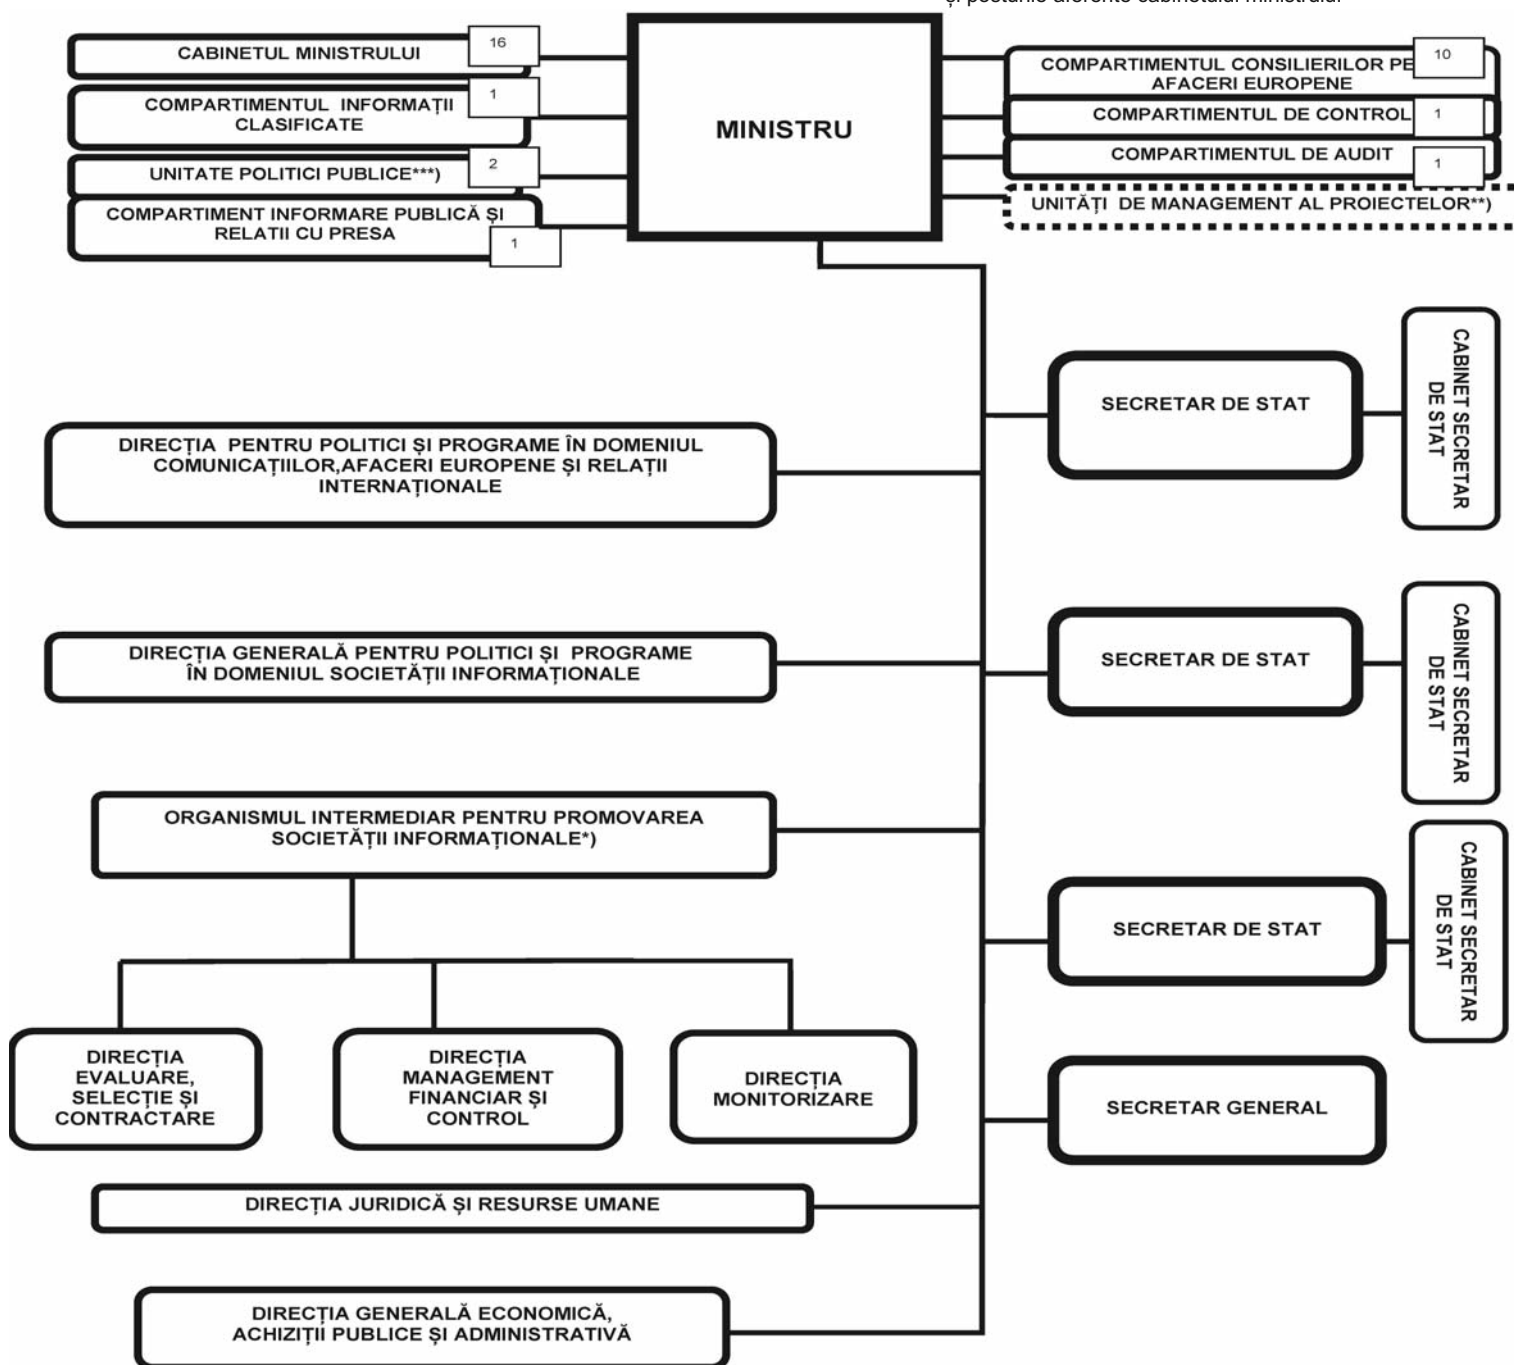 și posturile aferente cabinetului ministrului
CABINETUL MINISTRULUI
16
COMPARTIMENTUL INFORMAȚII
CLASIFICATE
1
UNITATE POLITICI PUBLICE***)
2
COMPARTIMENT INFORMARE PUBLICĂ ȘI
RELATII CU PRESA
1
MINISTRU
COMPARTIMENTUL CONSILIERILOR PE
AFACERI EUROPENE
10
COMPARTIMENTUL DE CONTROL
1
COMPARTIMENTUL DE AUDIT
1
UNITĂȚI DE MANAGEMENT AL PROIECTELOR**)
SECRETAR DE STAT
CABINET SECRETAR
DE STAT
DIRECȚIA PENTRU POLITICI ȘI PROGRAME ÎN DOMENIUL
COMUNICAȚIILOR,AFACERI EUROPENE ȘI RELAȚII
INTERNAȚIONALE
SECRETAR DE STAT
CABINET SECRETAR
DE STAT
DIRECȚIA GENERALĂ PENTRU POLITICI ȘI PROGRAME
ÎN DOMENIUL SOCIETĂȚII INFORMAȚIONALE
ORGANISMUL INTERMEDIAR PENTRU PROMOVAREA
SOCIETĂȚII INFORMAȚIONALE*)
SECRETAR DE STAT
CABINET SECRETAR
DE STAT
DIRECȚIA
EVALUARE,
SELECȚIE ȘI
CONTRACTARE
DIRECȚIA
MANAGEMENT
FINANCIAR ȘI
CONTROL
DIRECȚIA
MONITORIZARE
SECRETAR GENERAL
DIRECȚIA JURIDICĂ ȘI RESURSE UMANE
DIRECȚIA GENERALĂ ECONOMICĂ,
ACHIZIȚII PUBLICE ȘI ADMINISTRATIVĂ